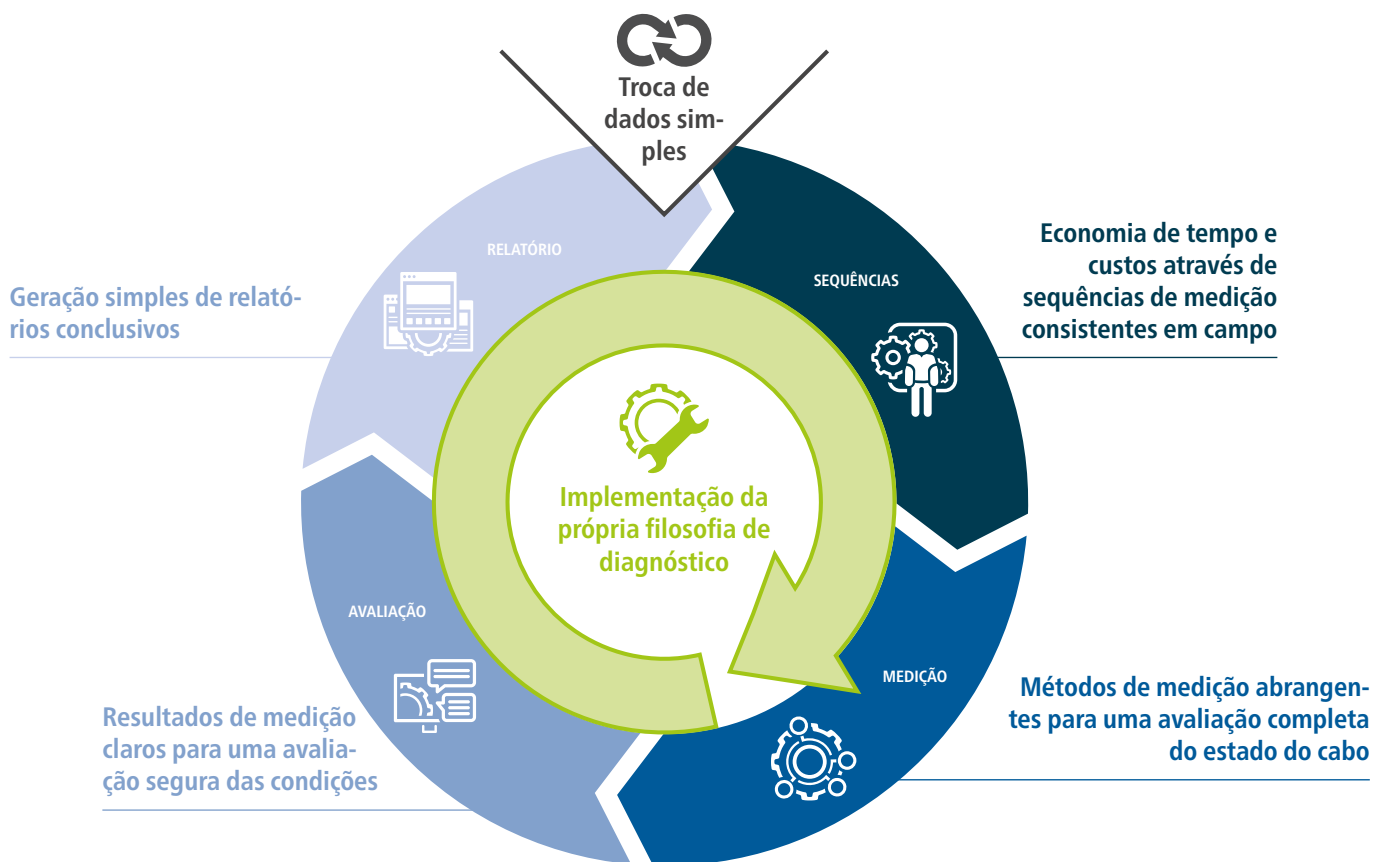 Troca de
dados sim-
ples
RELATÓRIO
Geração simples de relató-
rios conclusivos
SEQUÊNCIAS
Economia de tempo e
custos através de
sequências de medição
consistentes em campo
Implementação da
própria filosofia de
diagnóstico
AVALIAÇÃO
Resultados de medição
claros para uma avalia-
ção segura das condições
MEDIÇÃO
Métodos de medição abrangen-
tes para uma avaliação completa
do estado do cabo